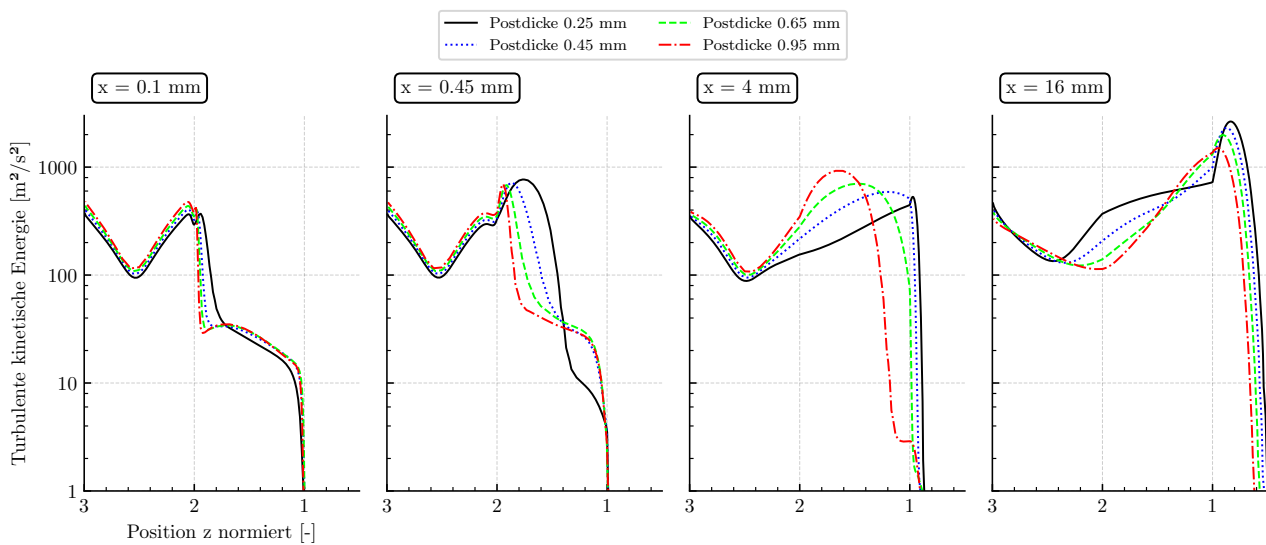 Postdicke 0.25 mm
Postdicke 0.45 mm
Postdicke 0.65 mm
Postdicke 0.95 mm
x = 0.1 mm
x = 0.45 mm
x = 4 mm
x = 16 mm
Turbulente kinetische Energie [m²/s²]
1000
100
10
1
3 2 1
3 2 1
3 2 1
3 2 1
Position z normiert [-]